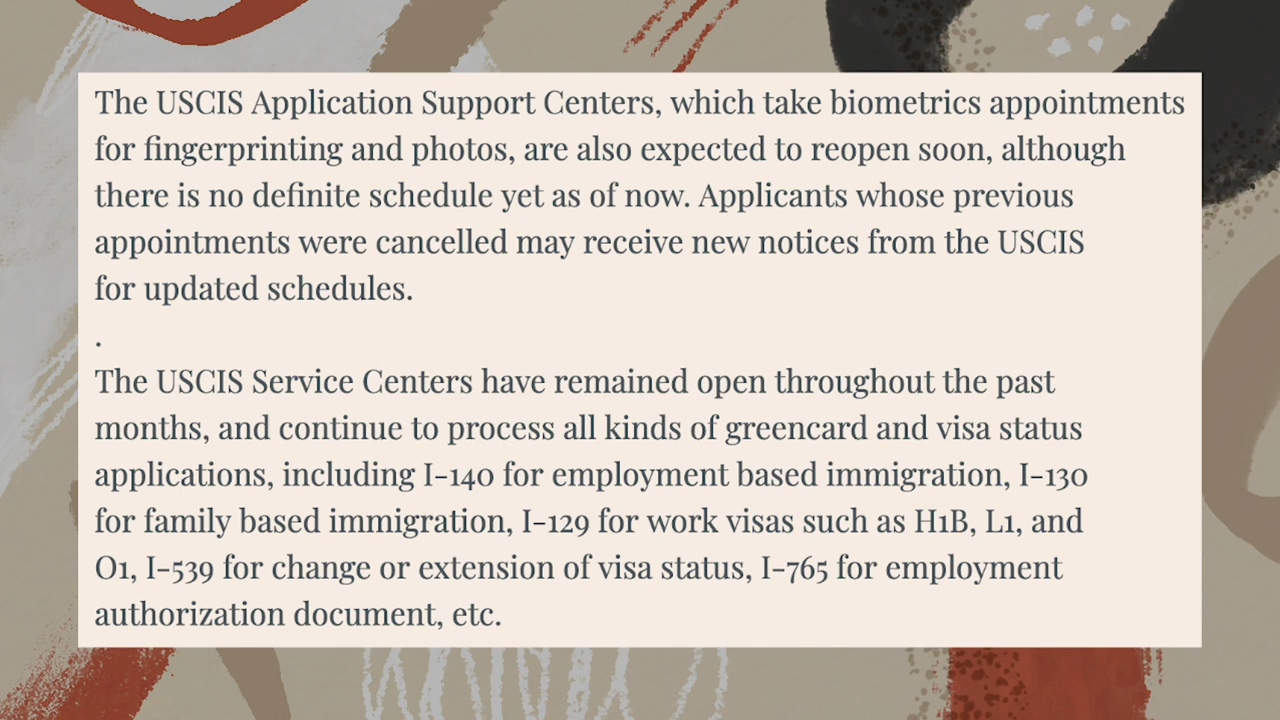 The USCIS Application Support Centers, which take biometrics appointments
for fingerprinting and photos, are also expected to reopen soon, although
there is no definite schedule yet as of now. Applicants whose previous
appointments were cancelled may receive new notices from the USCIS
for updated schedules.
.
The USCIS Service Centers have remained open throughout the past
months, and continue to process all kinds of greencard and visa status
applications, including I-140 for employment based immigration, I-130
for family based immigration, I-129 for work visas such as H1B, L1, and
O1, I-539 for change or extension of visa status, I-765 for employment
authorization document, etc.